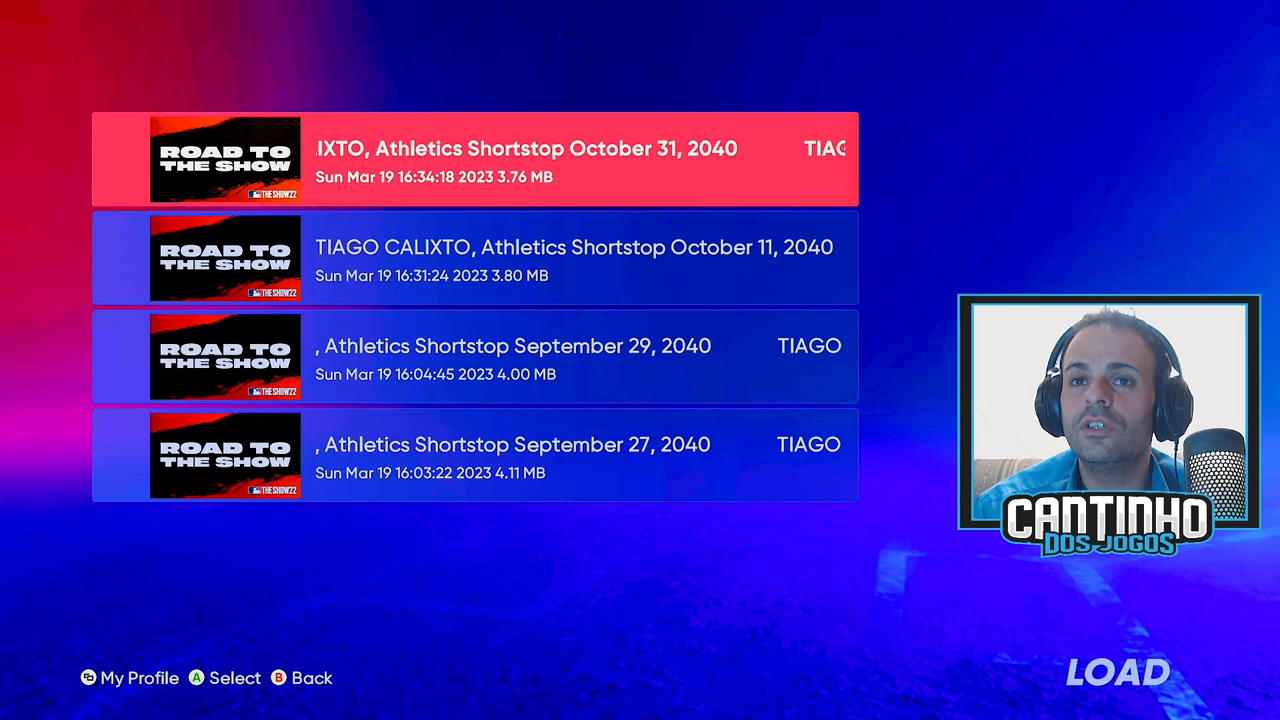 ROAD TO
THE SHOW
THE SHOW 22
.IXTO, Athletics Shortstop October 31, 2040 TIAG
Sun Mar 19 16:34:18 2023 3.76 MB
ROAD TO
THE SHOW
THE SHOW 22
TIAGO CALIXTO, Athletics Shortstop October 11, 2040
Sun Mar 19 16:31:24 2023 3.80 MB
ROAD TO
THE SHOW
THE SHOW 22
, Athletics Shortstop September 29, 2040 TIAGO
Sun Mar 19 16:04:45 2023 4.00 MB
ROAD TO
THE SHOW
THE SHOW 22
, Athletics Shortstop September 27, 2040 TIAGO
Sun Mar 19 16:03:22 2023 4.11 MB
CANTINHO
DOS JOGOS
My Profile A Select B Back
LOAD